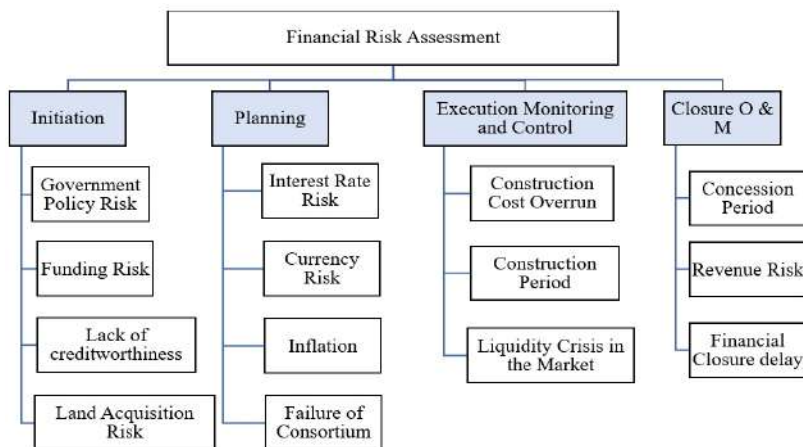 Financial Risk Assessment
Initiation
Planning
Execution Monitoring
and Control
Closure O &
M
Government
Policy Risk
Funding Risk
Lack of
creditworthiness
Land Acquisition
Risk
Interest Rate
Risk
Currency
Risk
Inflation
Failure of
Consortium
Construction
Cost Overrun
Construction
Period
Liquidity Crisis in
the Market
Concession
Period
Revenue Risk
Financial
Closure delay